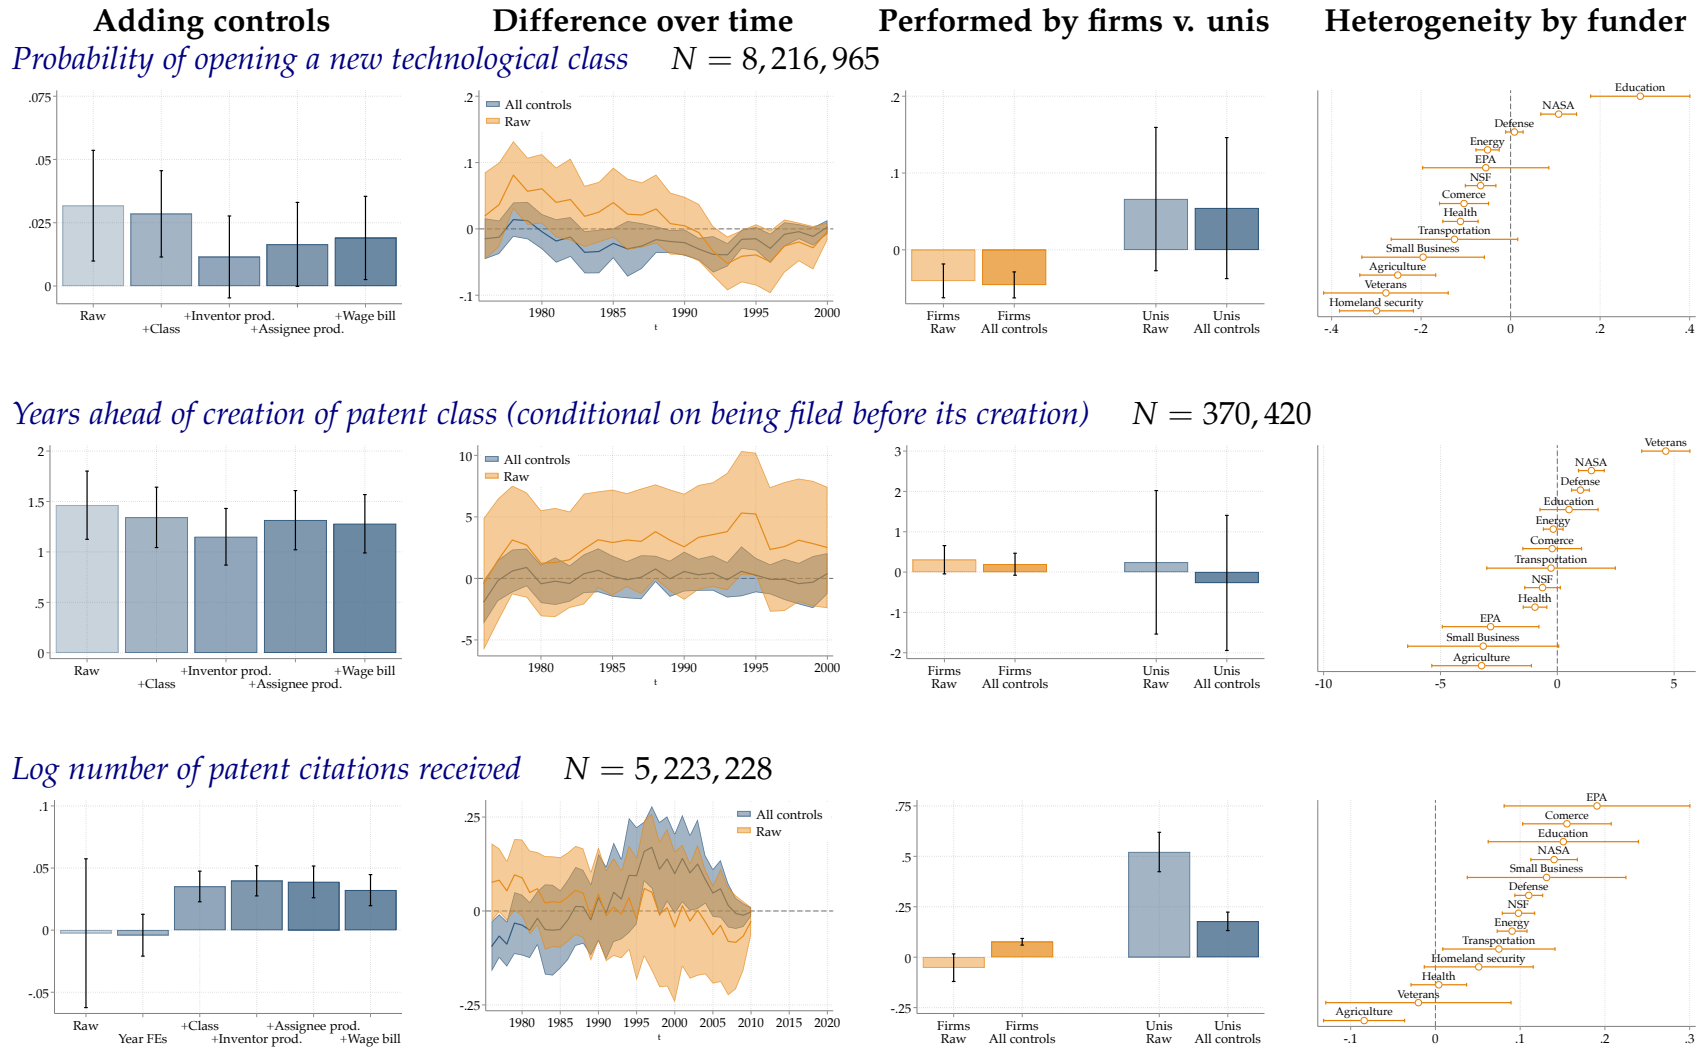 Adding controls
Difference over time
Performed by firms v. unis
Heterogeneity by funder
Probability of opening a new technological class N = 8, 216, 965
.075
.05
.025
0
Raw
+Class
+Inventor prod.
+Assignee prod.
+Wage bill
All controls
Raw
.2
.1
0
-.1
1980 1985 1990 1995 2000
t
.2
.1
0
Firms Raw
Firms All controls
Unis Raw
Unis All controls
Education
NASA
Defense
Energy
EPA
NSF
Comerce
Health
Transportation
Small Business
Agriculture
Veterans
Homeland security
-.4 -.2 0 .2 .4
Years ahead of creation of patent class (conditional on being filed before its creation) N = 370, 420
2
1.5
1
.5
0
Raw
+Class
+Inventor prod.
+Assignee prod.
+Wage bill
All controls
Raw
10
5
0
-5
1980 1985 1990 1995 2000
t
3
2
1
0
-1
-2
Firms Raw
Firms All controls
Unis Raw
Unis All controls
Veterans
NASA
Defense
Education
Energy
Comerce
Transportation
NSF
Health
EPA
Small Business
Agriculture
-10 -5 0 5
Log number of patent citations received N = 5, 223, 228
.1
.05
0
-.05
Raw
Year FEs
+Class
+Inventor prod.
+Assignee prod.
+Wage bill
All controls
Raw
.25
0
-.25
1980 1985 1990 1995 2000 2005 2010 2015 2020
t
.75
.5
.25
0
-.25
Firms Raw
Firms All controls
Unis Raw
Unis All controls
EPA
Comerce
Education
NASA
Small Business
Defense
NSF
Energy
Transportation
Homeland security
Health
Veterans
Agriculture
-.1 0 .1 .2 .3